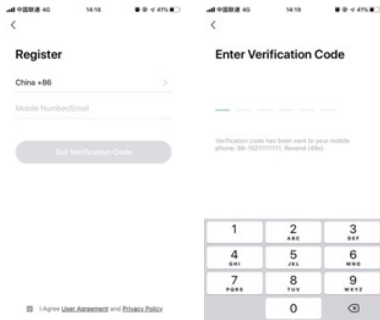 中国联通 4G 14:18 41%
Register
China +86
Mobile Number/Email
Get Verification Code
I Agree User Agreement and Privacy Policy
中国联通 4G 14:19 41%
Enter Verification Code
Verification code has been sent to your mobile
phone: 86-15211111111, Resend (49s)
1 2 3
ABC DEF
4 5 6
GHI JKL MNO
7 8 9
PQRS TUV WXYZ
0